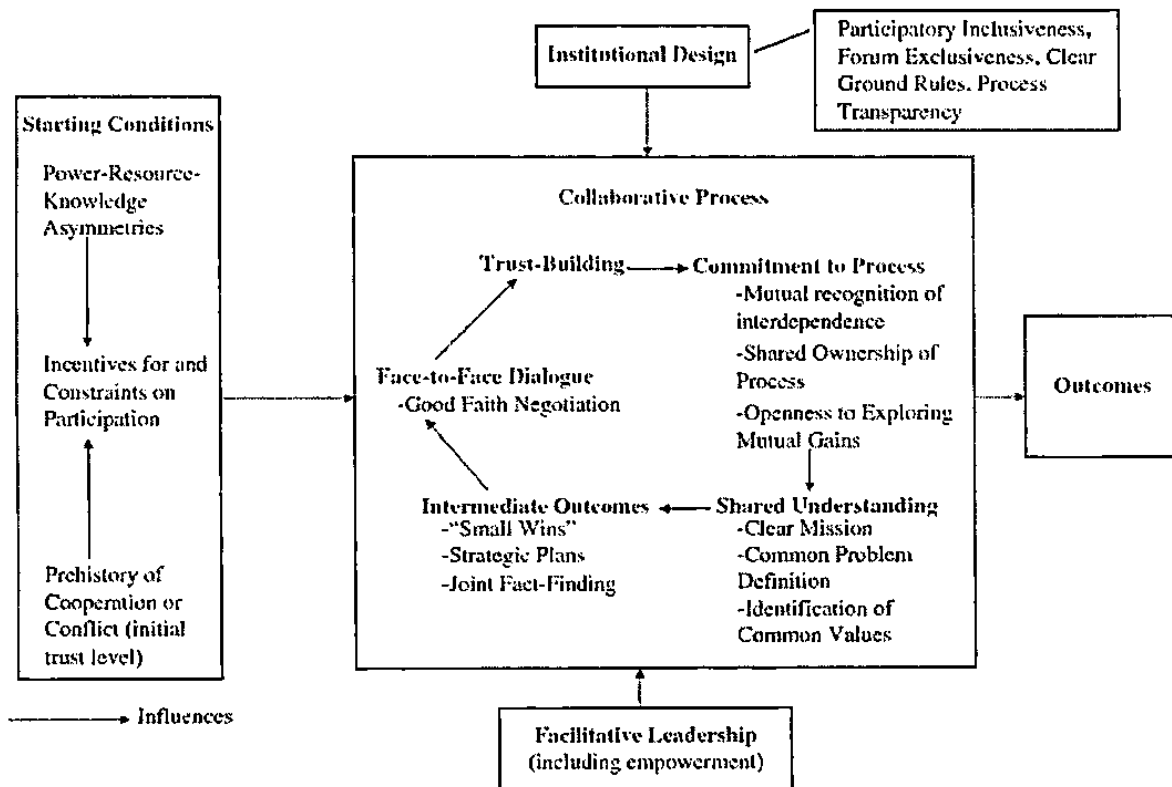 Institutional Design
Participatory Inclusiveness,
Forum Exclusiveness, Clear
Ground Rules, Process
Transparency
Starting Conditions
Power-Resource-
Knowledge
Asymmetries
Incentives for and
Constraints on
Participation
Prehistory of
Cooperation or
Conflict (initial
trust level)
Influences
Collaborative Process
Trust-Building
Commitment to Process
-Mutual recognition of
interdependence
-Shared Ownership of
Process
-Openness to Exploring
Mutual Gains
Face-to-Face Dialogue
-Good Faith Negotiation
Intermediate Outcomes
-“Small Wins”
-Strategic Plans
-Joint Fact-Finding
Shared Understanding
-Clear Mission
-Common Problem
Definition
-Identification of
Common Values
Outcomes
Facilitative Leadership
(including empowerment)